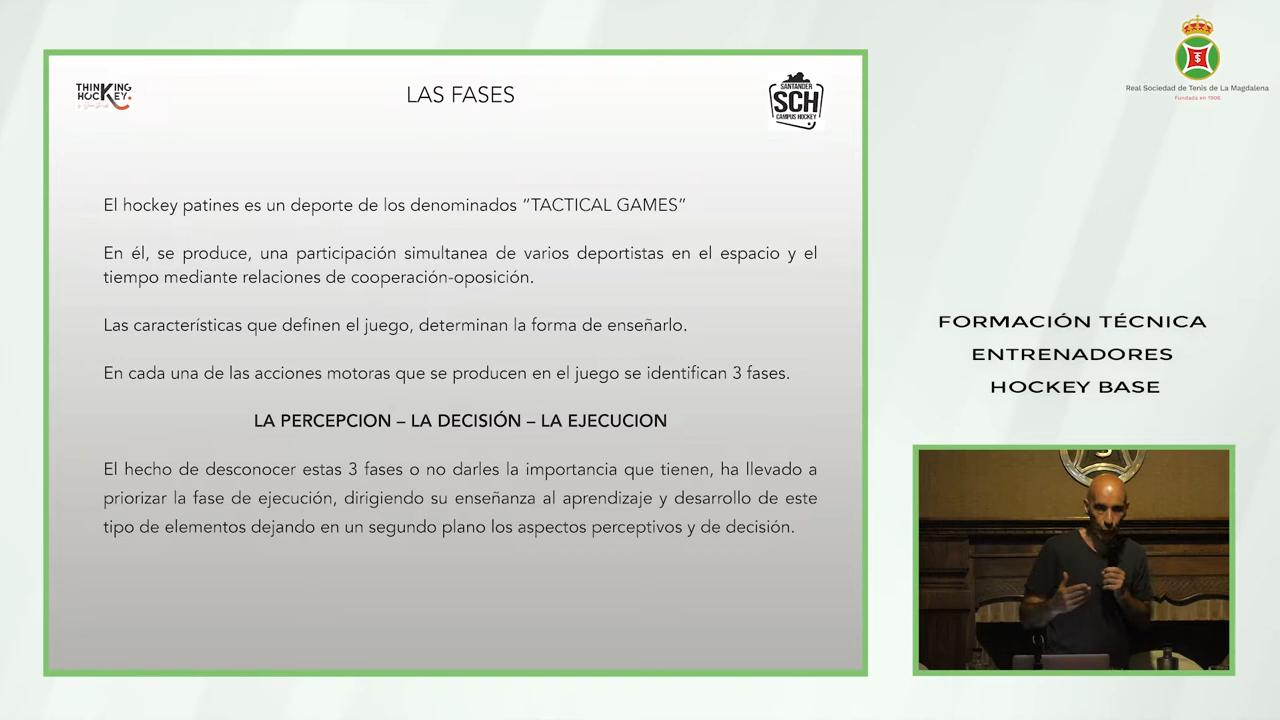 THINKING
HOCKEY.
LAS FASES
SANTANDER
SCH
CAMPUS HOCKEY
El hockey patines es un deporte de los denominados “TACTICAL GAMES”
En él, se produce, una participación simultanea de varios deportistas en el espacio y el
tiempo mediante relaciones de cooperación-oposición.
Las características que definen el juego, determinan la forma de enseñarlo.
En cada una de las acciones motoras que se producen en el juego se identifican 3 fases.
LA PERCEPCION – LA DECISIÓN – LA EJECUCION
El hecho de desconocer estas 3 fases o no darles la importancia que tienen, ha llevado a
priorizar la fase de ejecución, dirigiendo su enseñanza al aprendizaje y desarrollo de este
tipo de elementos dejando en un segundo plano los aspectos perceptivos y de decisión.
Real Sociedad de Tenis de La Magdalena
Fundada en 1906
FORMACIÓN TÉCNICA
ENTRENADORES
HOCKEY BASE